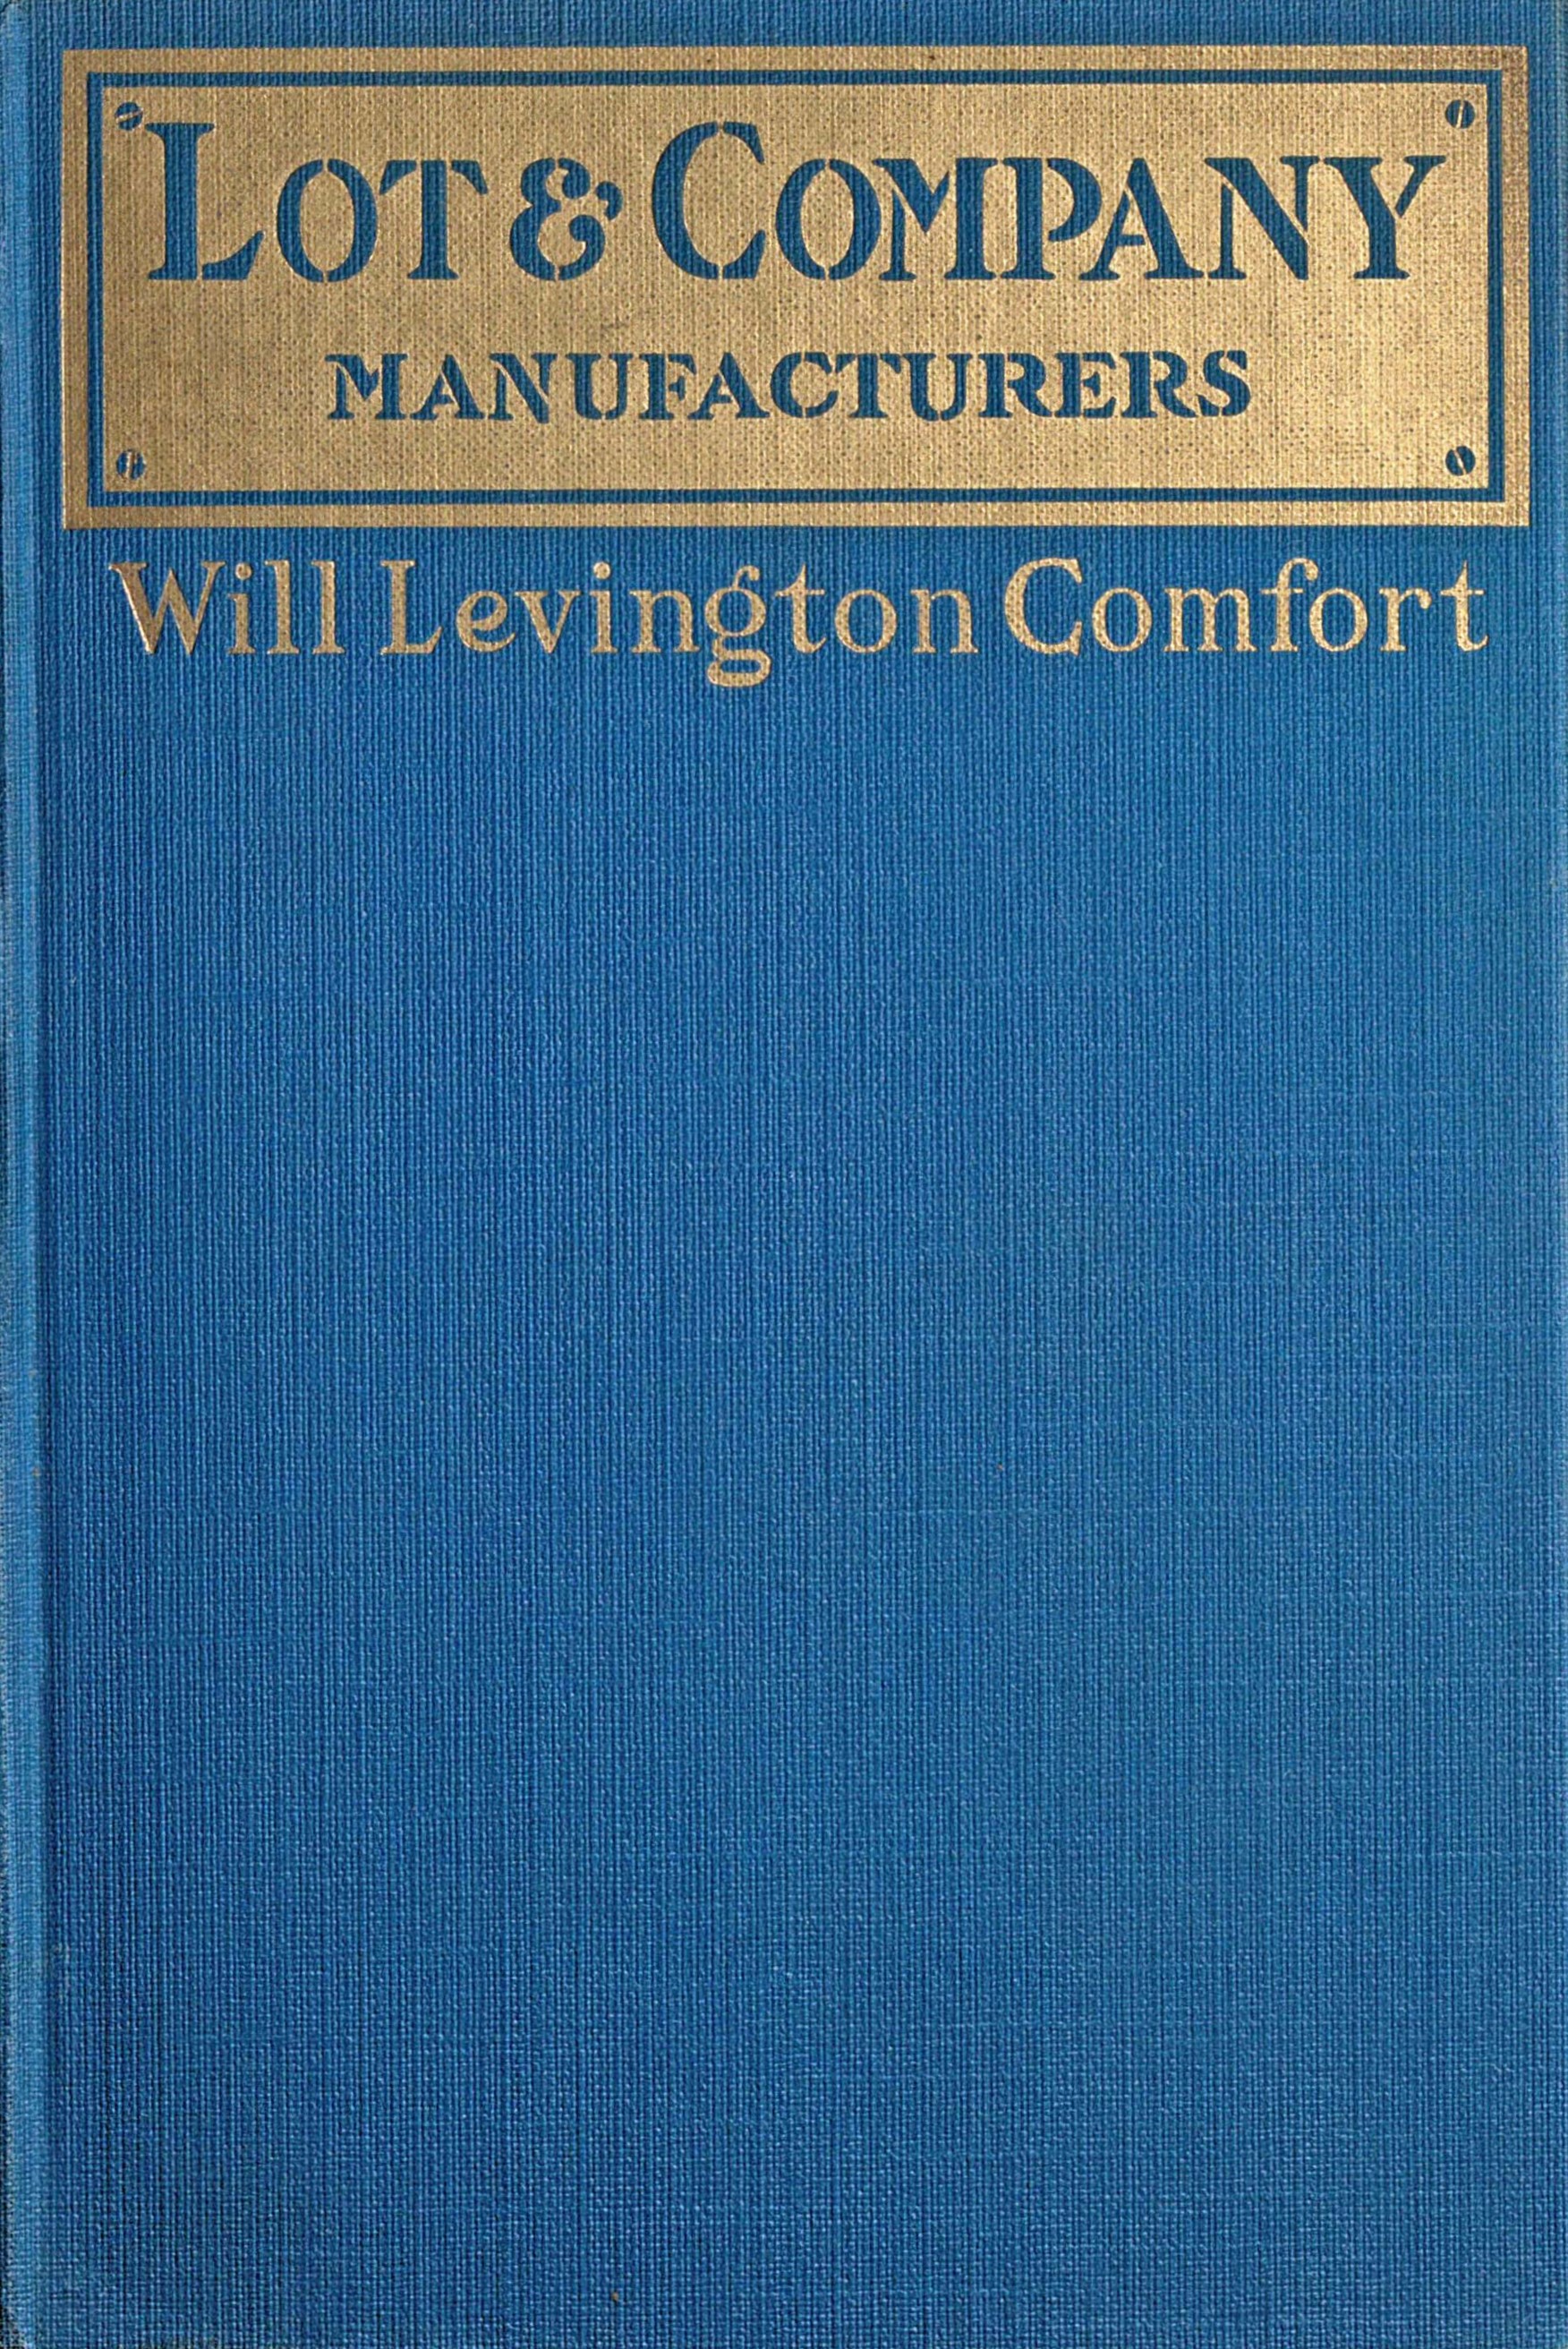 LOT & COMPANY
MANUFACTURERS
Will Levington Comfort